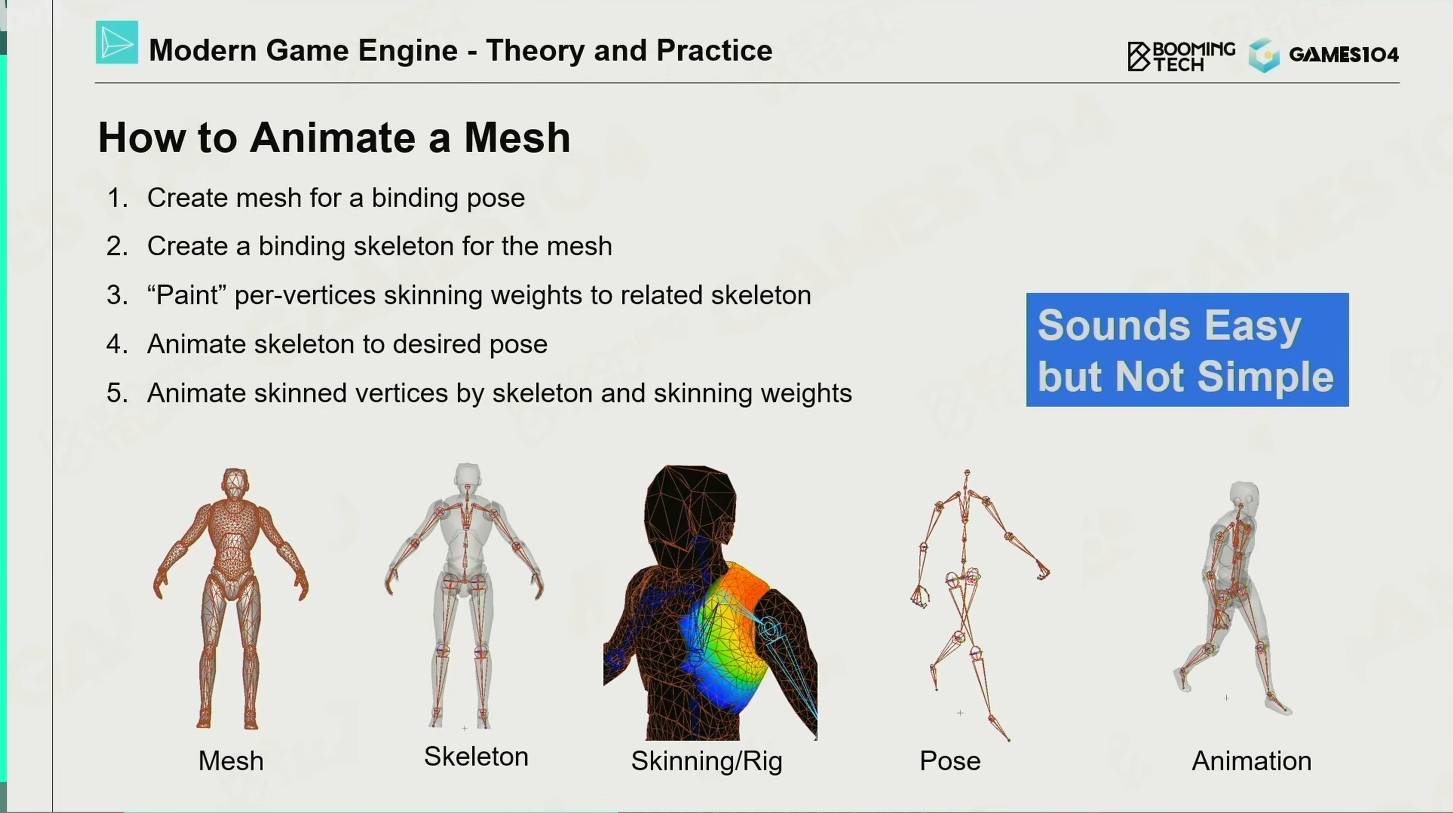 Modern Game Engine - Theory and Practice
BOOMING
TECH
GAMES104
How to Animate a Mesh
1. Create mesh for a binding pose
2. Create a binding skeleton for the mesh
3. “Paint” per-vertices skinning weights to related skeleton
4. Animate skeleton to desired pose
5. Animate skinned vertices by skeleton and skinning weights
Sounds Easy
but Not Simple
Mesh
Skeleton
Skinning/Rig
Pose
Animation